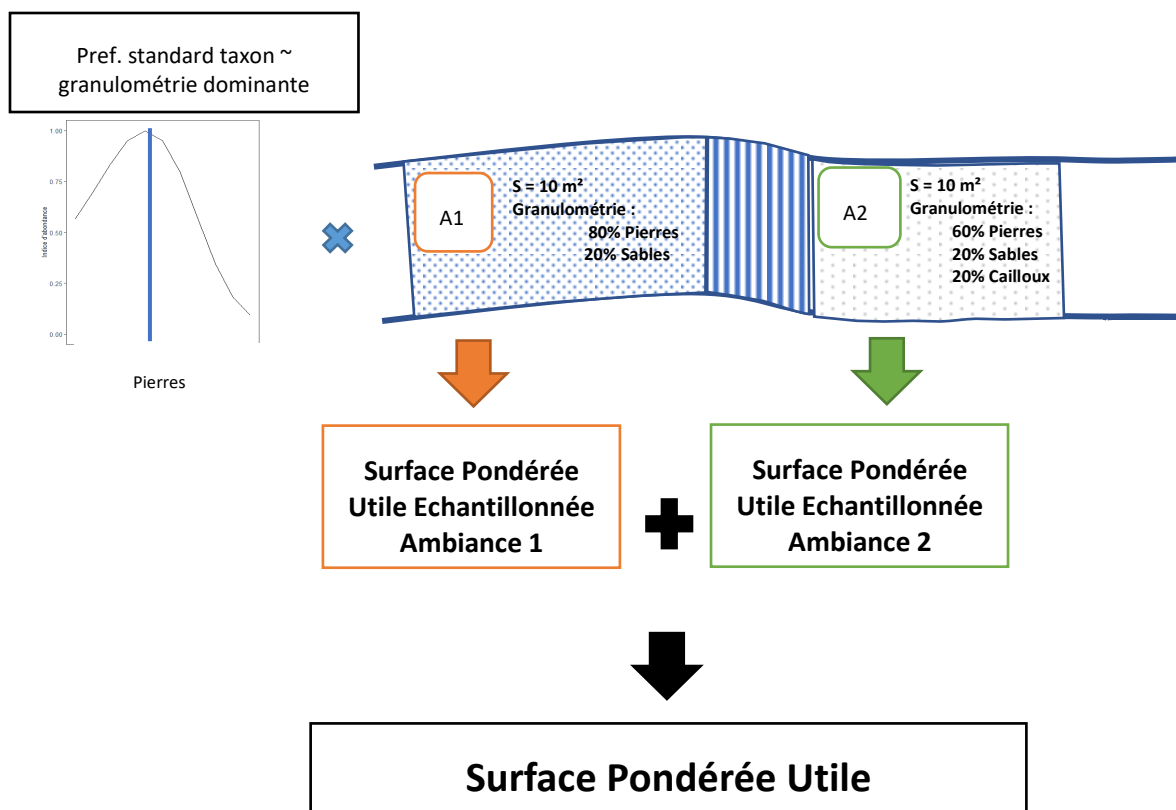 Pref. standard taxon ~
granulométrie dominante
1.00
0.75
0.50
0.25
0.00
Indice d'abondance
Pierres
A1
S = 10 m²
Granulométrie :
80% Pierres
20% Sables
A2
S = 10 m²
Granulométrie :
60% Pierres
20% Sables
20% Cailloux
Surface Pondérée
Utile Echantillonnée
Ambiance 1
Surface Pondérée
Utile Echantillonnée
Ambiance 2
Surface Pondérée Utile